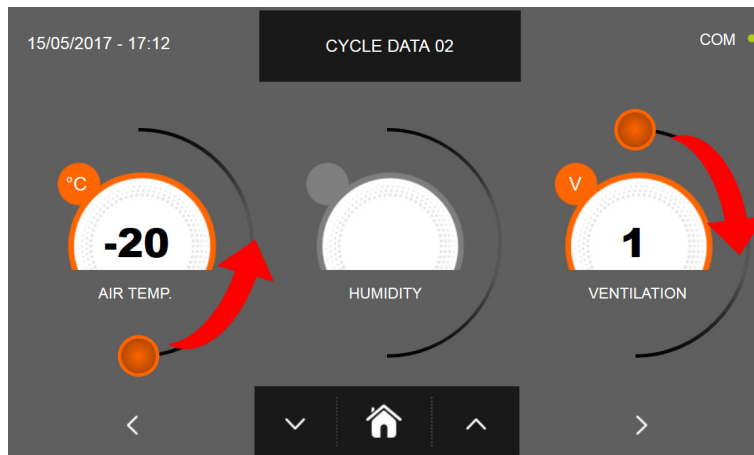 15/05/2017 - 17:12
CYCLE DATA 02
COM
°C
V
-20
1
AIR TEMP.
HUMIDITY
VENTILATION